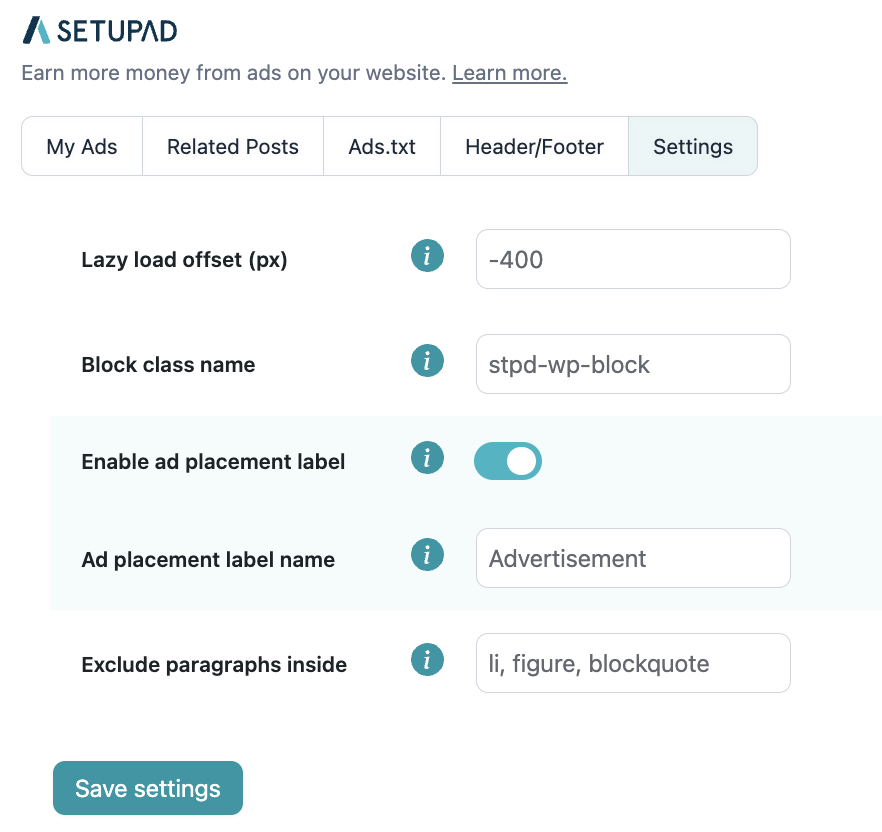 SETUPAD
Earn more money from ads on your website. Learn more.
My Ads Related Posts Ads.txt Header/Footer Settings
Lazy load offset (px) i -400
Block class name i stpd-wp-block
Enable ad placement label i
Ad placement label name i Advertisement
Exclude paragraphs inside i li, figure, blockquote
Save settings